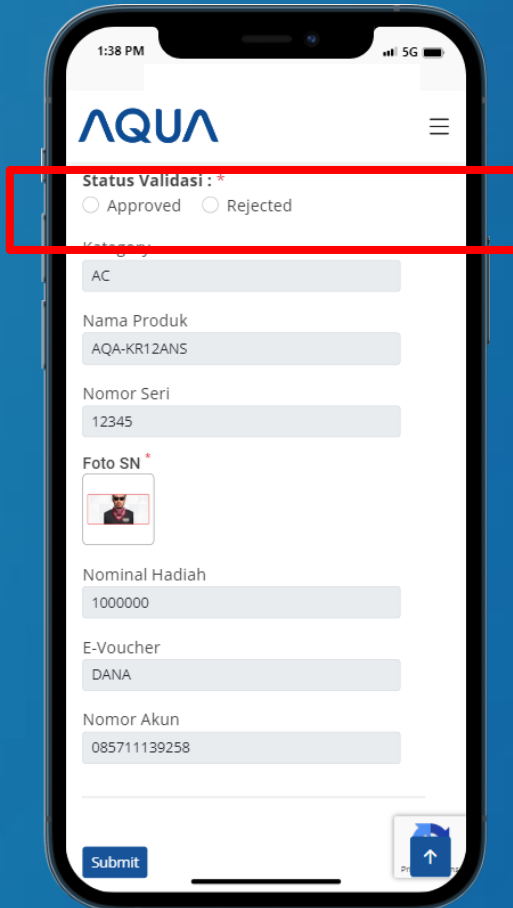 1:38 PM
5G
AQUA
Status Validasi : *
Approved Rejected
Kategory
AC
Nama Produk
AQA-KR12ANS
Nomor Seri
12345
Foto SN *
Nominal Hadiah
1000000
E-Voucher
DANA
Nomor Akun
085711139258
Submit